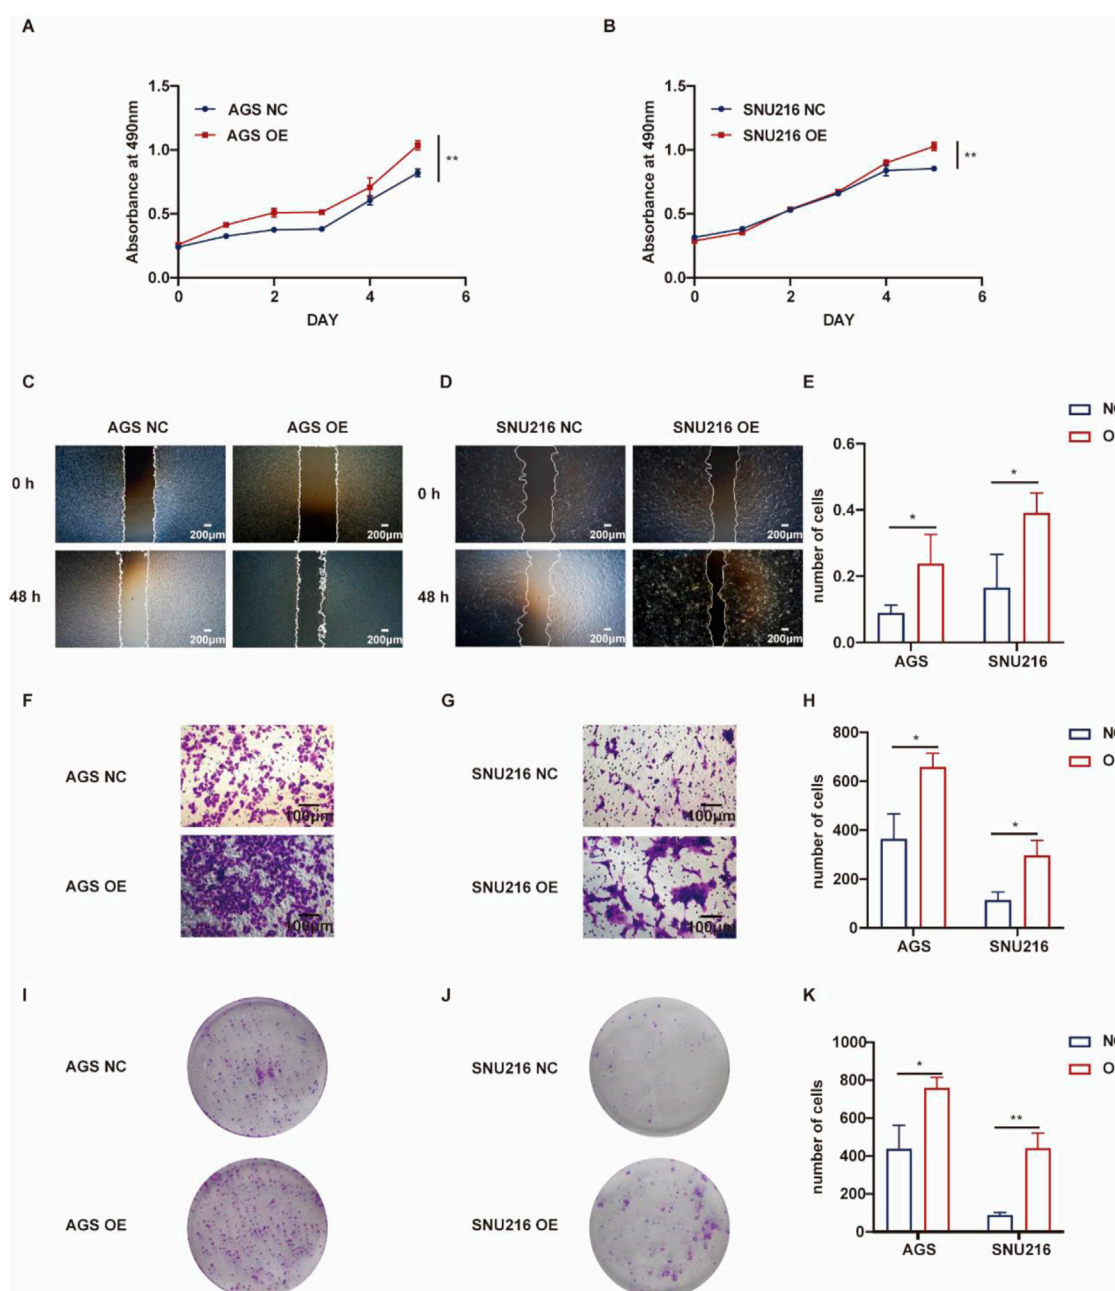 A
B
1.5
1.0
0.5
0.0
Absorbance at 490nm
AGS NC
AGS OE
**
0
2
4
6
DAY
1.5
1.0
0.5
0.0
Absorbance at 490nm
SNU216 NC
SNU216 OE
**
0
2
4
6
DAY
C
D
E
AGS NC
AGS OE
0 h
48 h
200μm
200μm
200μm
200μm
SNU216 NC
SNU216 OE
0 h
48 h
200μm
200μm
200μm
200μm
NC
O
0.6
0.4
0.2
0.0
number of cells
*
*
AGS
SNU216
F
G
H
AGS NC
100μm
AGS OE
100μm
SNU216 NC
100μm
SNU216 OE
100μm
NC
O
800
600
400
200
0
number of cells
*
*
AGS
SNU216
I
J
K
AGS NC
AGS OE
SNU216 NC
SNU216 OE
NC
O
1000
800
600
400
200
0
number of cells
*
**
AGS
SNU216